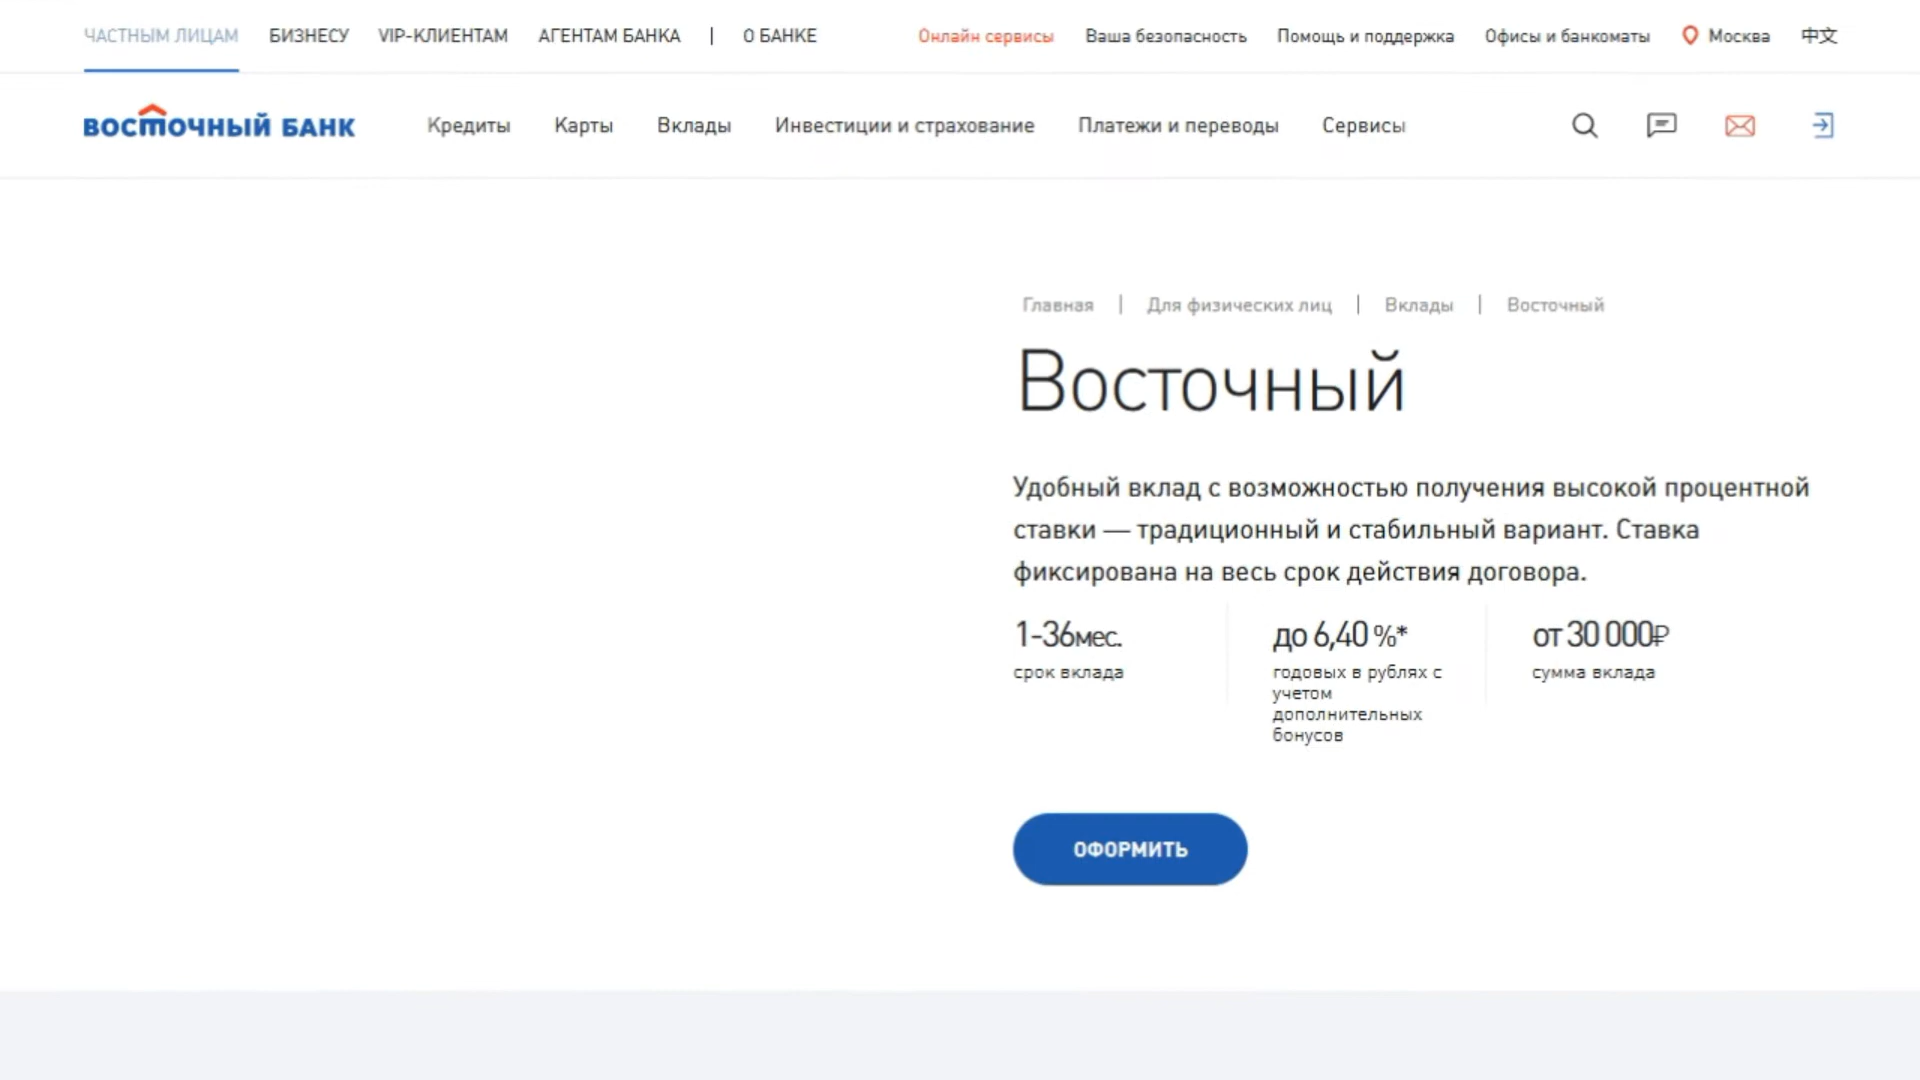 ЧАСТНЫМ ЛИЦАМ БИЗНЕСУ VIP-КЛИЕНТАМ АГЕНТАМ БАНКА | О БАНКЕ Онлайн сервисы Ваша безопасность Помощь и поддержка Офисы и банкоматы Москва 中文
ВОСТОЧНЫЙ БАНК Кредиты Карты Вклады Инвестиции и страхование Платежи и переводы Сервисы
Главная | Для физических лиц | Вклады | Восточный
Восточный
Удобный вклад с возможностью получения высокой процентной
ставки — традиционный и стабильный вариант. Ставка
фиксирована на весь срок действия договора.
1-36мес. до 6,40 %* от 30 000₽
срок вклада годовых в рублях с сумма вклада
учетом
дополнительных
бонусов
ОФОРМИТЬ